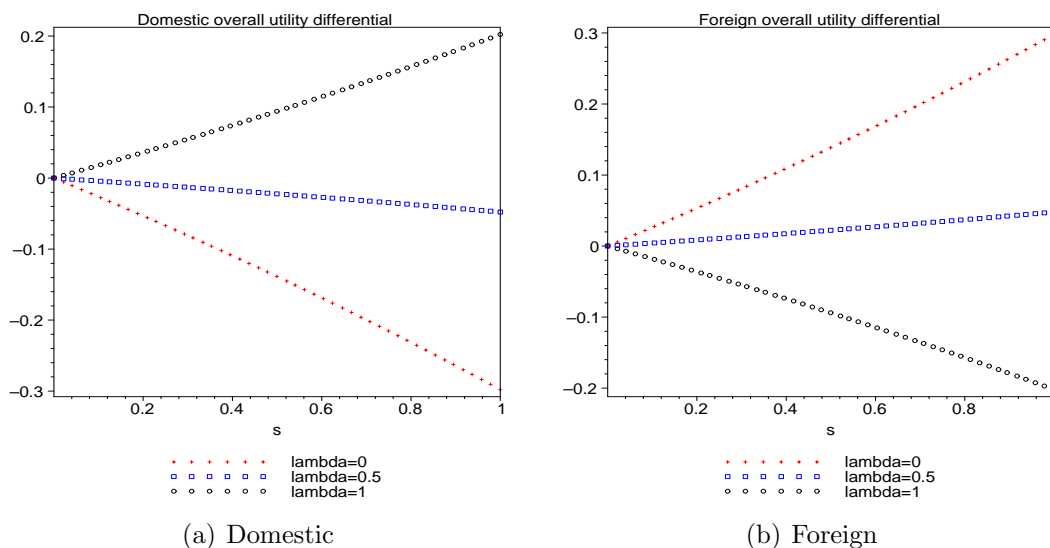 Domestic overall utility differential
0.2
0.1
0
–0.1
–0.2
–0.3
0.2 0.4 0.6 0.8 1
s
lambda=0
lambda=0.5
lambda=1
(a) Domestic
Foreign overall utility differential
0.3
0.2
0.1
0
–0.1
–0.2
0.2 0.4 0.6 0.8
s
lambda=0
lambda=0.5
lambda=1
(b) Foreign